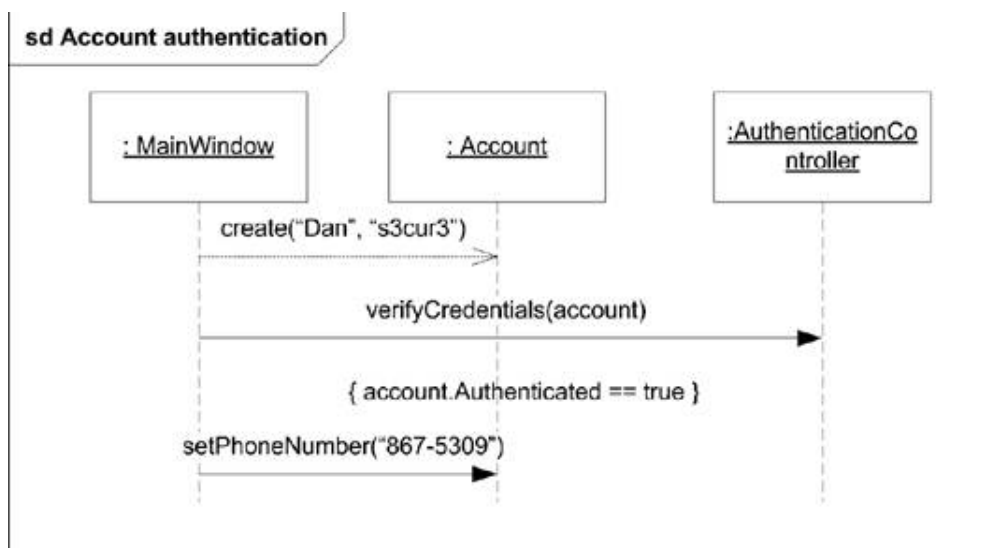 sd Account authentication
: MainWindow
: Account
:AuthenticationCo
ntroller
create("Dan", "s3cur3")
verifyCredentials(account)
{ account.Authenticated == true }
setPhoneNumber("867-5309")